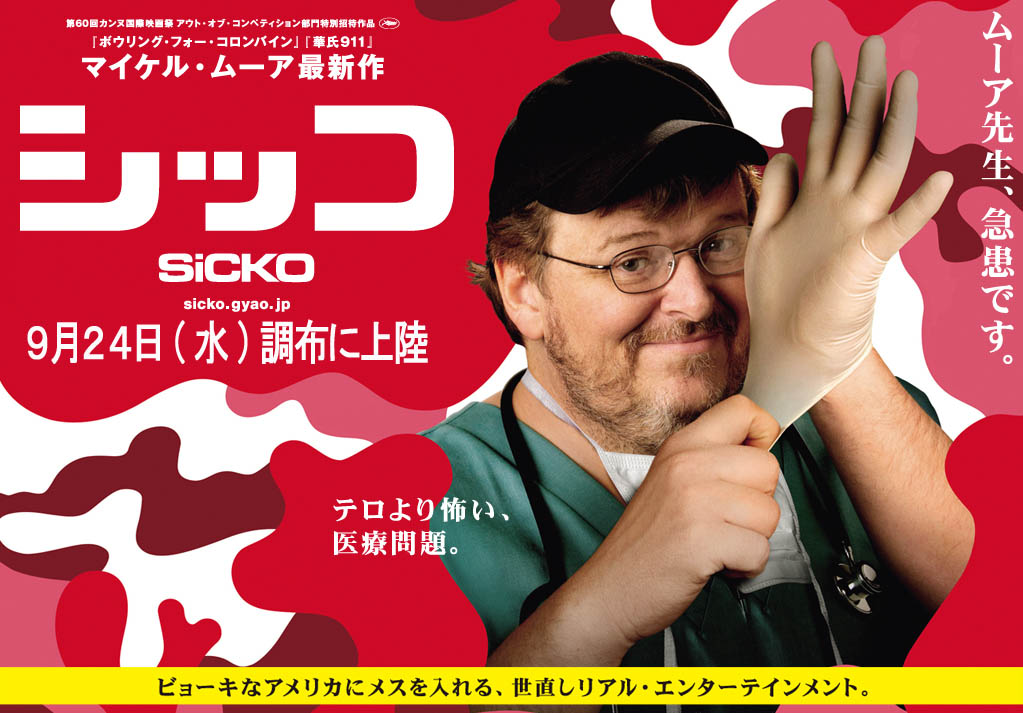 第60回カンヌ国際映画祭 アウト・オブ・コンペティション部門特別招待作品
『ボウリング・フォー・コロンバイン』『華氏911』
マイケル・ムーア最新作
シッコ
SiCKO
sicko.gyao.jp
9月24日(水)調布に上陸
ムーア先生、急患です。
テロより怖い、
医療問題。
ビョーキなアメリカにメスを入れる、世直しリアル・エンターテインメント。